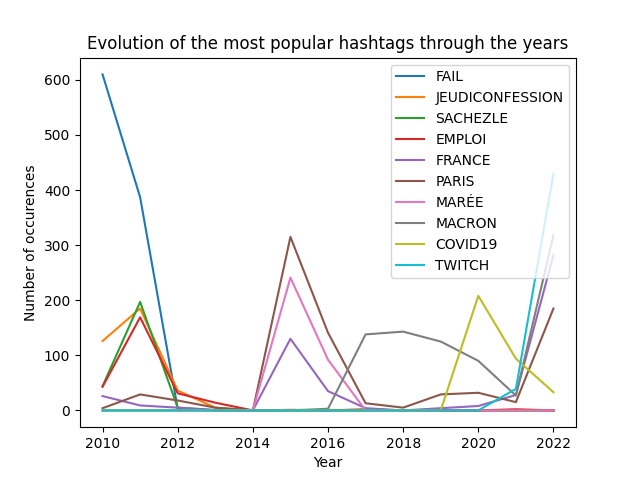 Evolution of the most popular hashtags through the years
FAIL
JEUDICONFESSION
SACHEZLE
EMPLOI
FRANCE
PARIS
MARÉE
MACRON
COVID19
TWITCH
600
500
400
300
200
100
0
Number of occurences
2010 2012 2014 2016 2018 2020 2022
Year